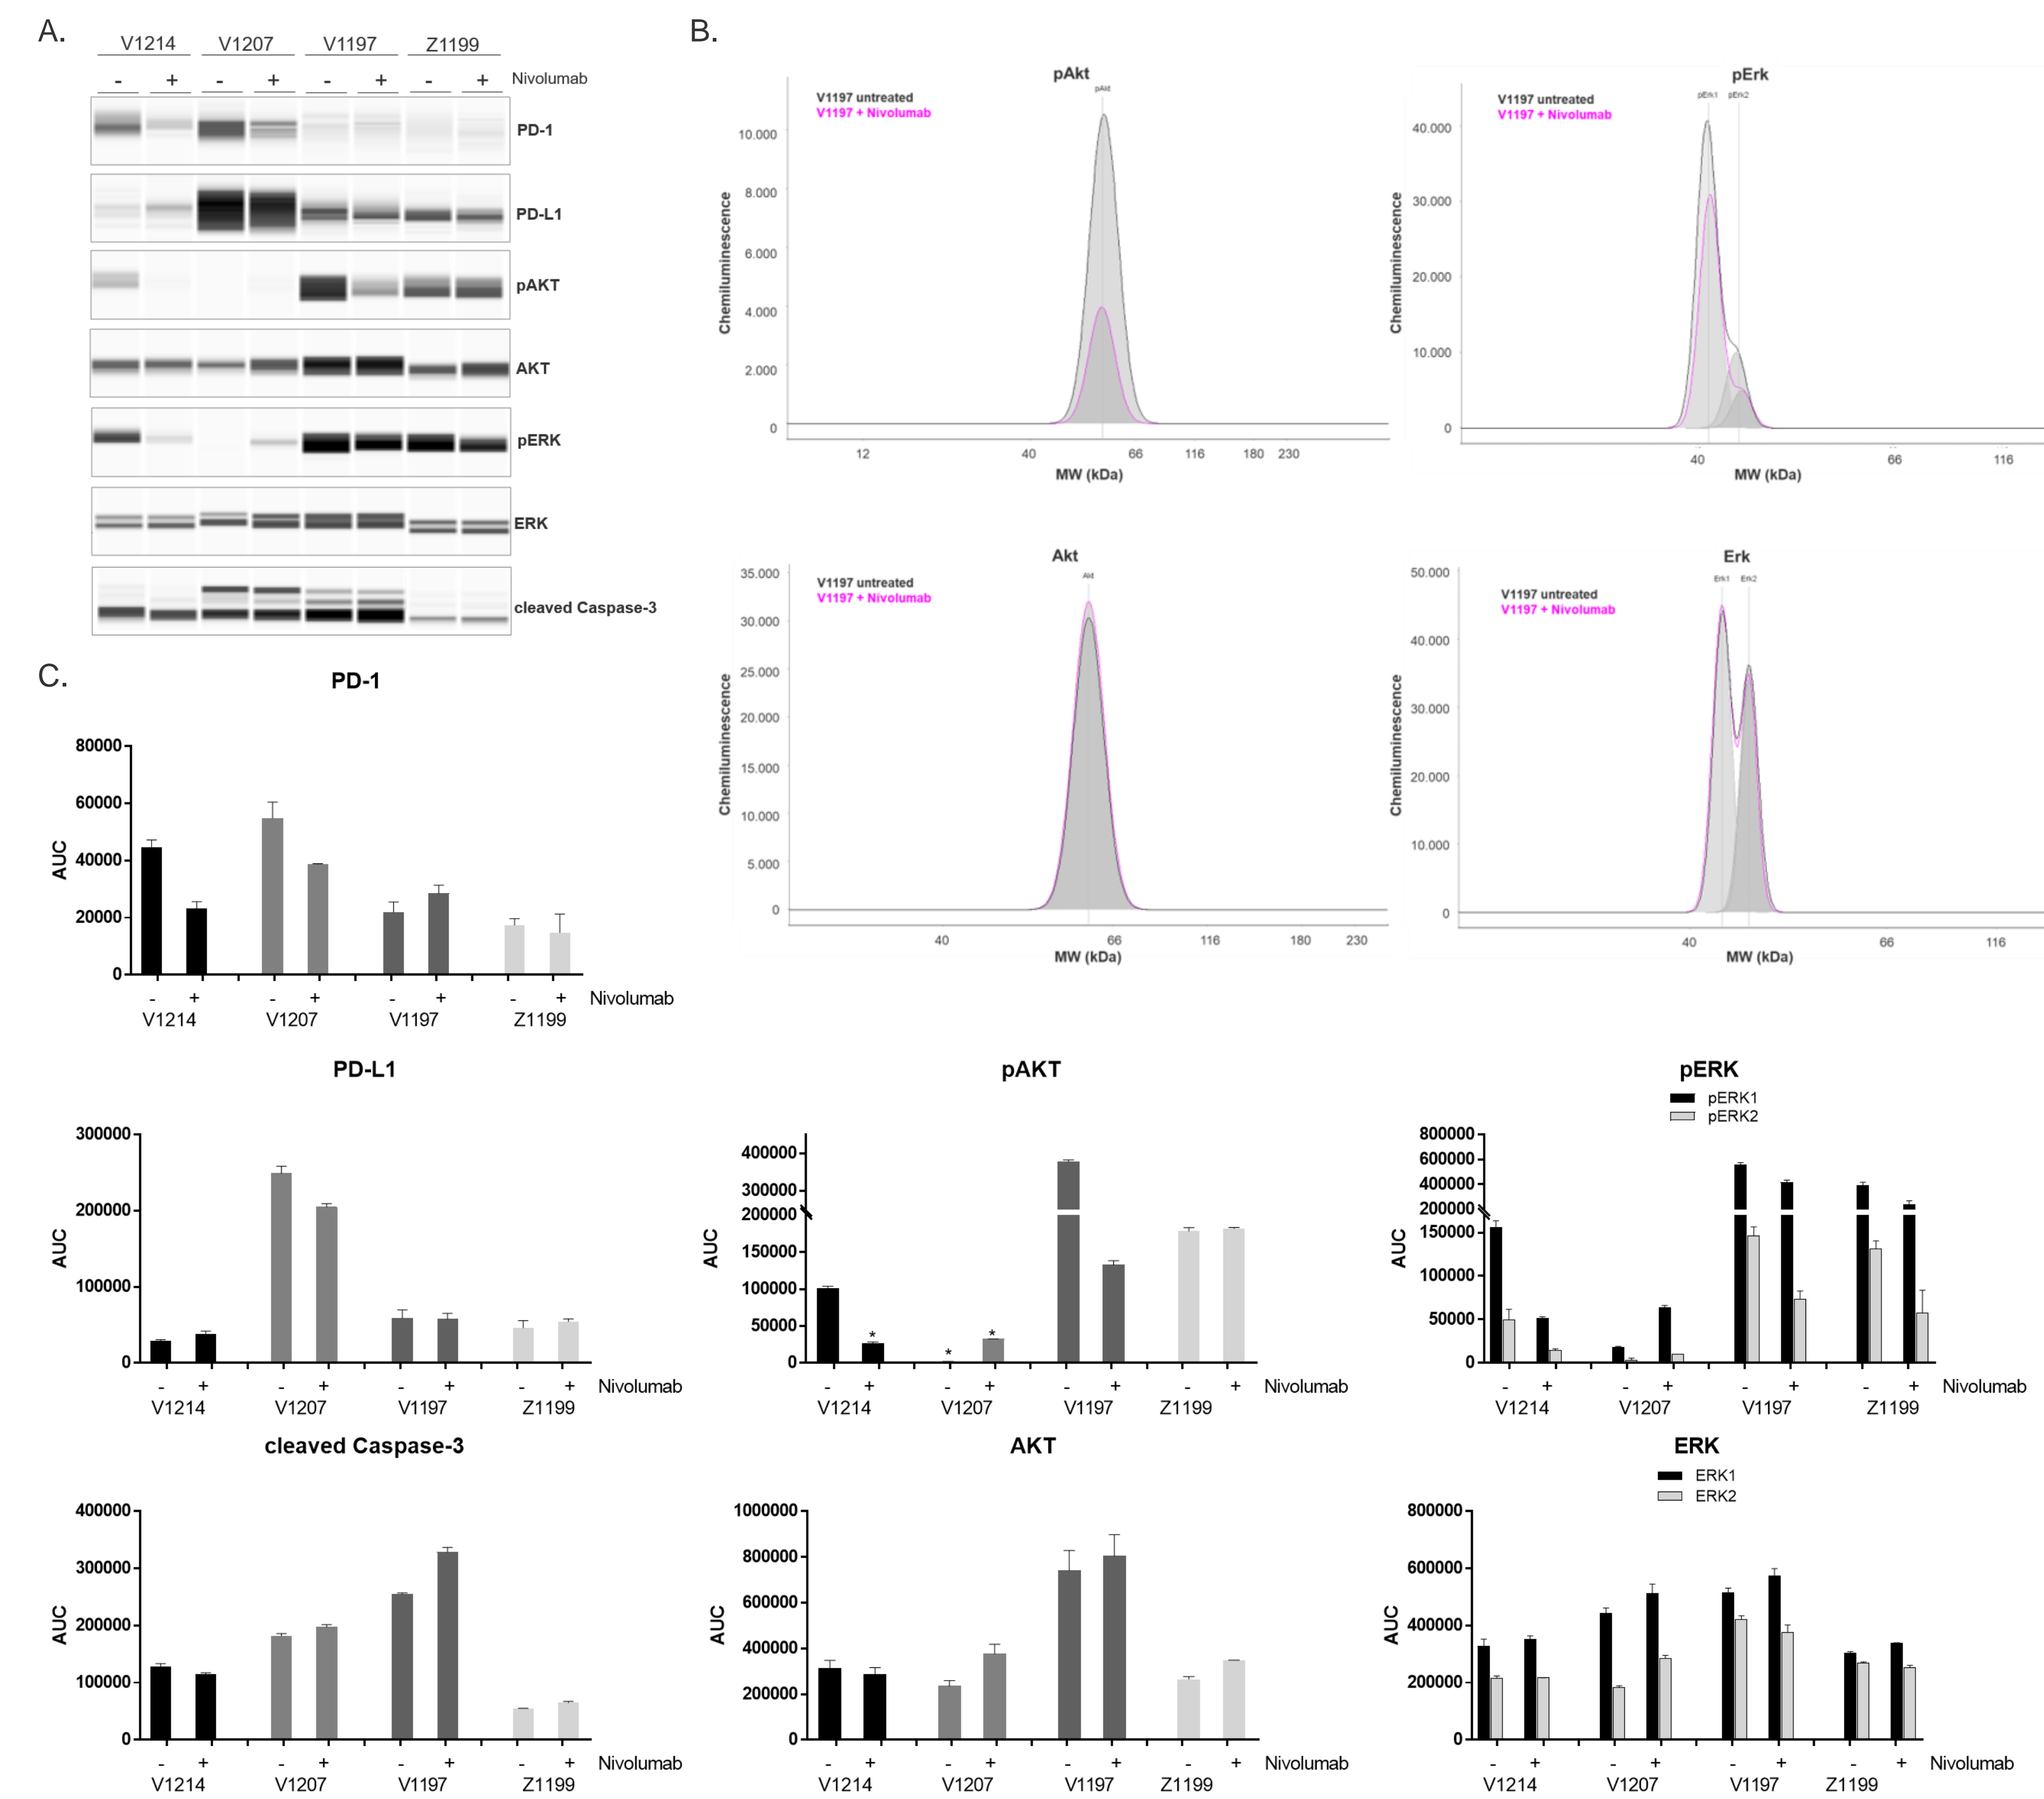 A.
V1214 V1207 V1197 Z1199
- + - + - + - + Nivolumab
PD-1
PD-L1
pAKT
AKT
pERK
ERK
cleaved Caspase-3
B.
pAkt
pAkt
V1197 untreated
V1197 + Nivolumab
Chemiluminescence
10.000
8.000
6.000
4.000
2.000
0
12 40 66 116 180 230
MW (kDa)
pErk
pErk1 pErk2
V1197 untreated
V1197 + Nivolumab
Chemiluminescence
40.000
30.000
20.000
10.000
0
40 66 116
MW (kDa)
Akt
Akt
V1197 untreated
V1197 + Nivolumab
Chemiluminescence
35.000
30.000
25.000
20.000
15.000
10.000
5.000
0
40 66 116 180 230
MW (kDa)
Erk
Erk1 Erk2
V1197 untreated
V1197 + Nivolumab
Chemiluminescence
50.000
40.000
30.000
20.000
10.000
0
40 66 116
MW (kDa)
C.
PD-1
AUC
80000
60000
40000
20000
0
- + - + - + - + Nivolumab
V1214 V1207 V1197 Z1199
PD-L1
AUC
300000
200000
100000
0
- + - + - + - + Nivolumab
V1214 V1207 V1197 Z1199
pAKT
AUC
400000
300000
200000
150000
100000
50000
0
* * *
- + - + - + - + Nivolumab
V1214 V1207 V1197 Z1199
pERK
pERK1
pERK2
AUC
800000
600000
400000
200000
150000
100000
50000
0
- + - + - + - + Nivolumab
V1214 V1207 V1197 Z1199
cleaved Caspase-3
AUC
400000
300000
200000
100000
0
- + - + - + - + Nivolumab
V1214 V1207 V1197 Z1199
AKT
AUC
1000000
800000
600000
400000
200000
0
- + - + - + - + Nivolumab
V1214 V1207 V1197 Z1199
ERK
ERK1
ERK2
AUC
800000
600000
400000
200000
0
- + - + - + - + Nivolumab
V1214 V1207 V1197 Z1199